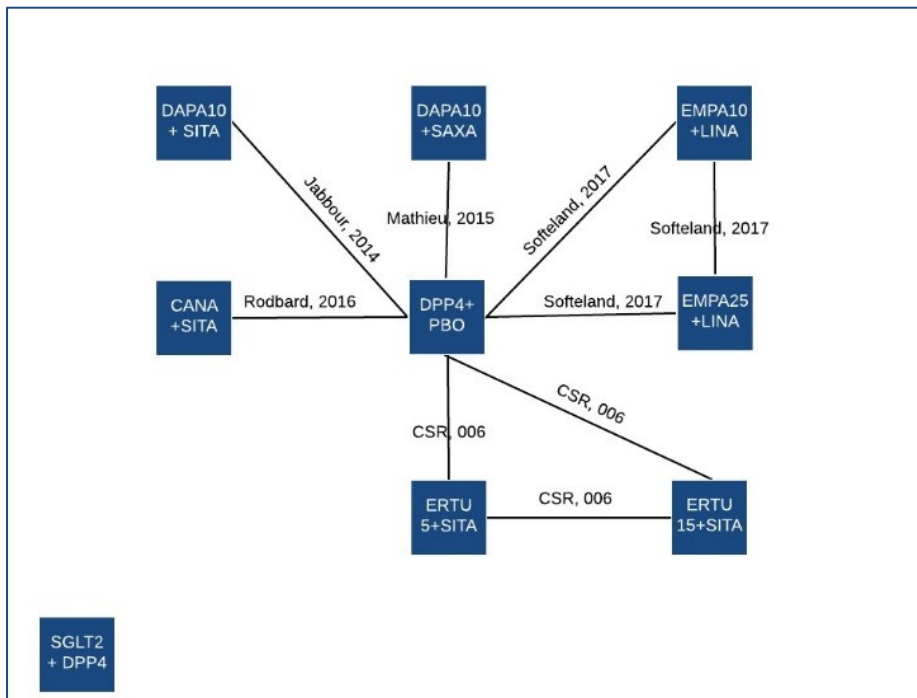 DAPA10
+ SITA
DAPA10
+SAXA
EMPA10
+LINA
Jabbour, 2014
Mathieu, 2015
Softeland, 2017
Softeland, 2017
CANA
+SITA
Rodbard, 2016
DPP4+
PBO
Softeland, 2017
EMPA25
+LINA
CSR, 006
CSR, 006
ERTU
5+SITA
CSR, 006
ERTU
15+SITA
SGLT2
+ DPP4